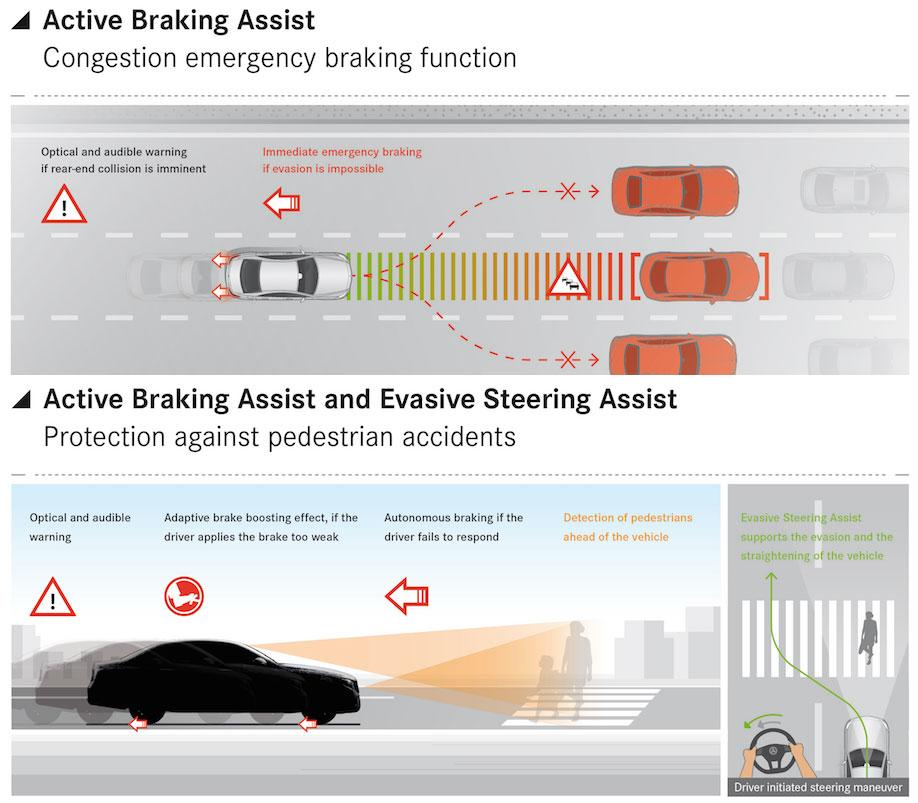 Active Braking Assist
Congestion emergency braking function
Optical and audible warning
if rear-end collision is imminent
Immediate emergency braking
if evasion is impossible
!
Active Braking Assist and Evasive Steering Assist
Protection against pedestrian accidents
Optical and audible
warning
Adaptive brake boosting effect, if the
driver applies the brake too weak
Autonomous braking if the
driver fails to respond
Detection of pedestrians
ahead of the vehicle
!
Evasive Steering Assist
supports the evasion and the
straightening of the vehicle
Driver initiated steering maneuver